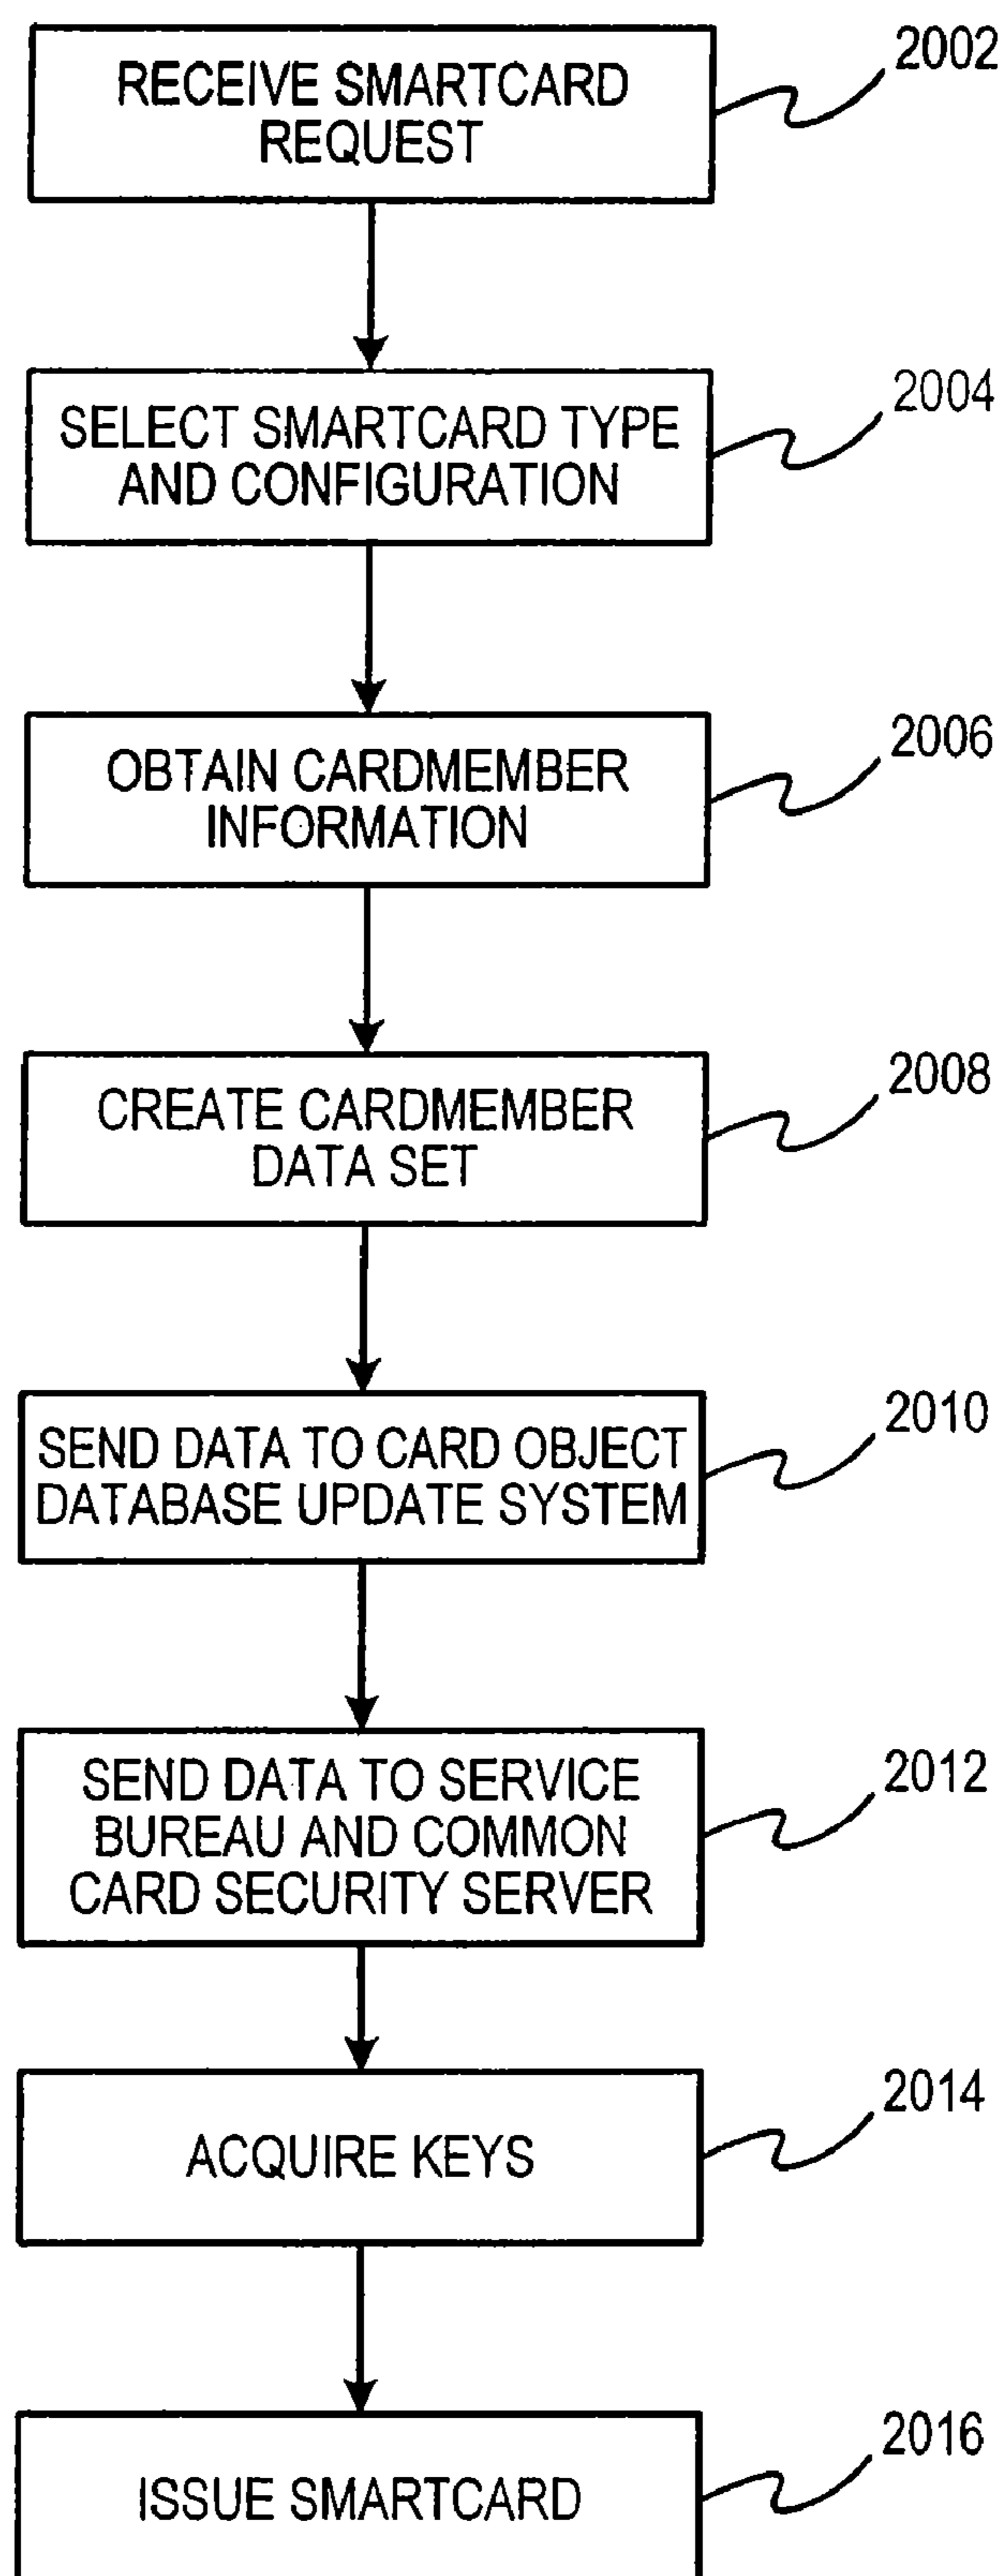 RECEIVE SMARTCARD
REQUEST
2002
SELECT SMARTCARD TYPE
AND CONFIGURATION
2004
OBTAIN CARDMEMBER
INFORMATION
2006
CREATE CARDMEMBER
DATA SET
2008
SEND DATA TO CARD OBJECT
DATABASE UPDATE SYSTEM
2010
SEND DATA TO SERVICE
BUREAU AND COMMON
CARD SECURITY SERVER
2012
ACQUIRE KEYS
2014
ISSUE SMARTCARD
2016